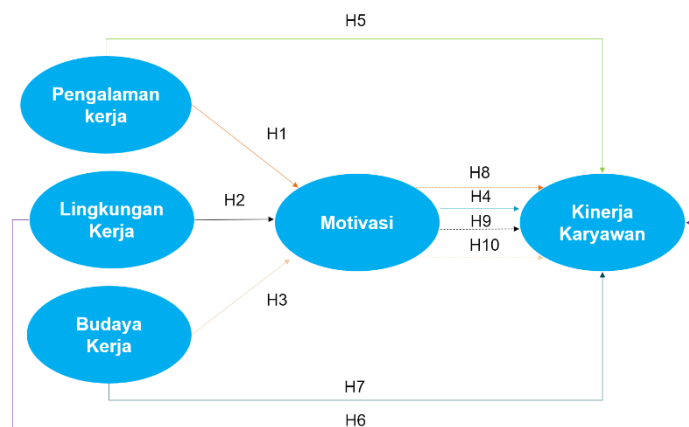 H5
Pengalaman
kerja
H1
Lingkungan
Kerja
H2
Motivasi
H8
H4
H9
H10
Kinerja
Karyawan
H3
Budaya
Kerja
H7
H6